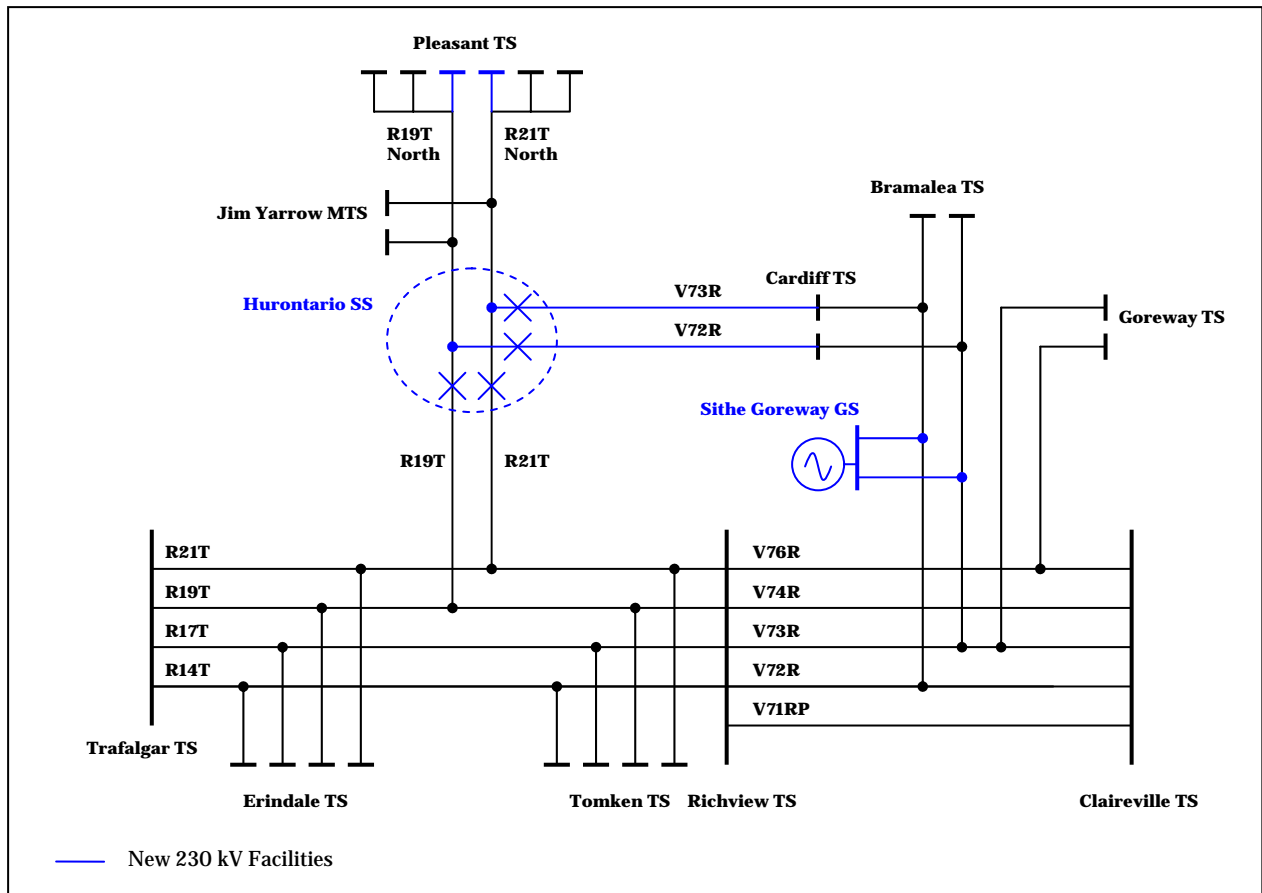 Pleasant TS
R19T
North
R21T
North
Bramalea TS
Jim Yarrow MTS
Cardiff TS
Hurontario SS
V73R
Goreway TS
V72R
Sithe Goreway GS
R19T
R21T
R21T
V76R
R19T
V74R
R17T
V73R
R14T
V72R
V71RP
Trafalgar TS
Erindale TS
Tomken TS
Richview TS
Claireville TS
New 230 kV Facilities